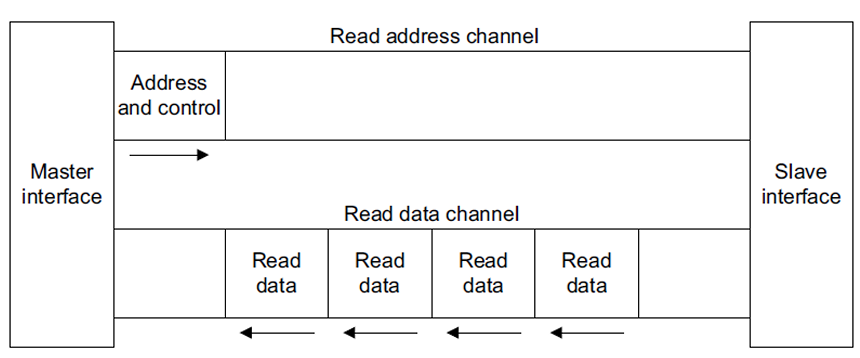 Read address channel
Address
and control
Master
interface
Slave
interface
Read data channel
Read
data
Read
data
Read
data
Read
data